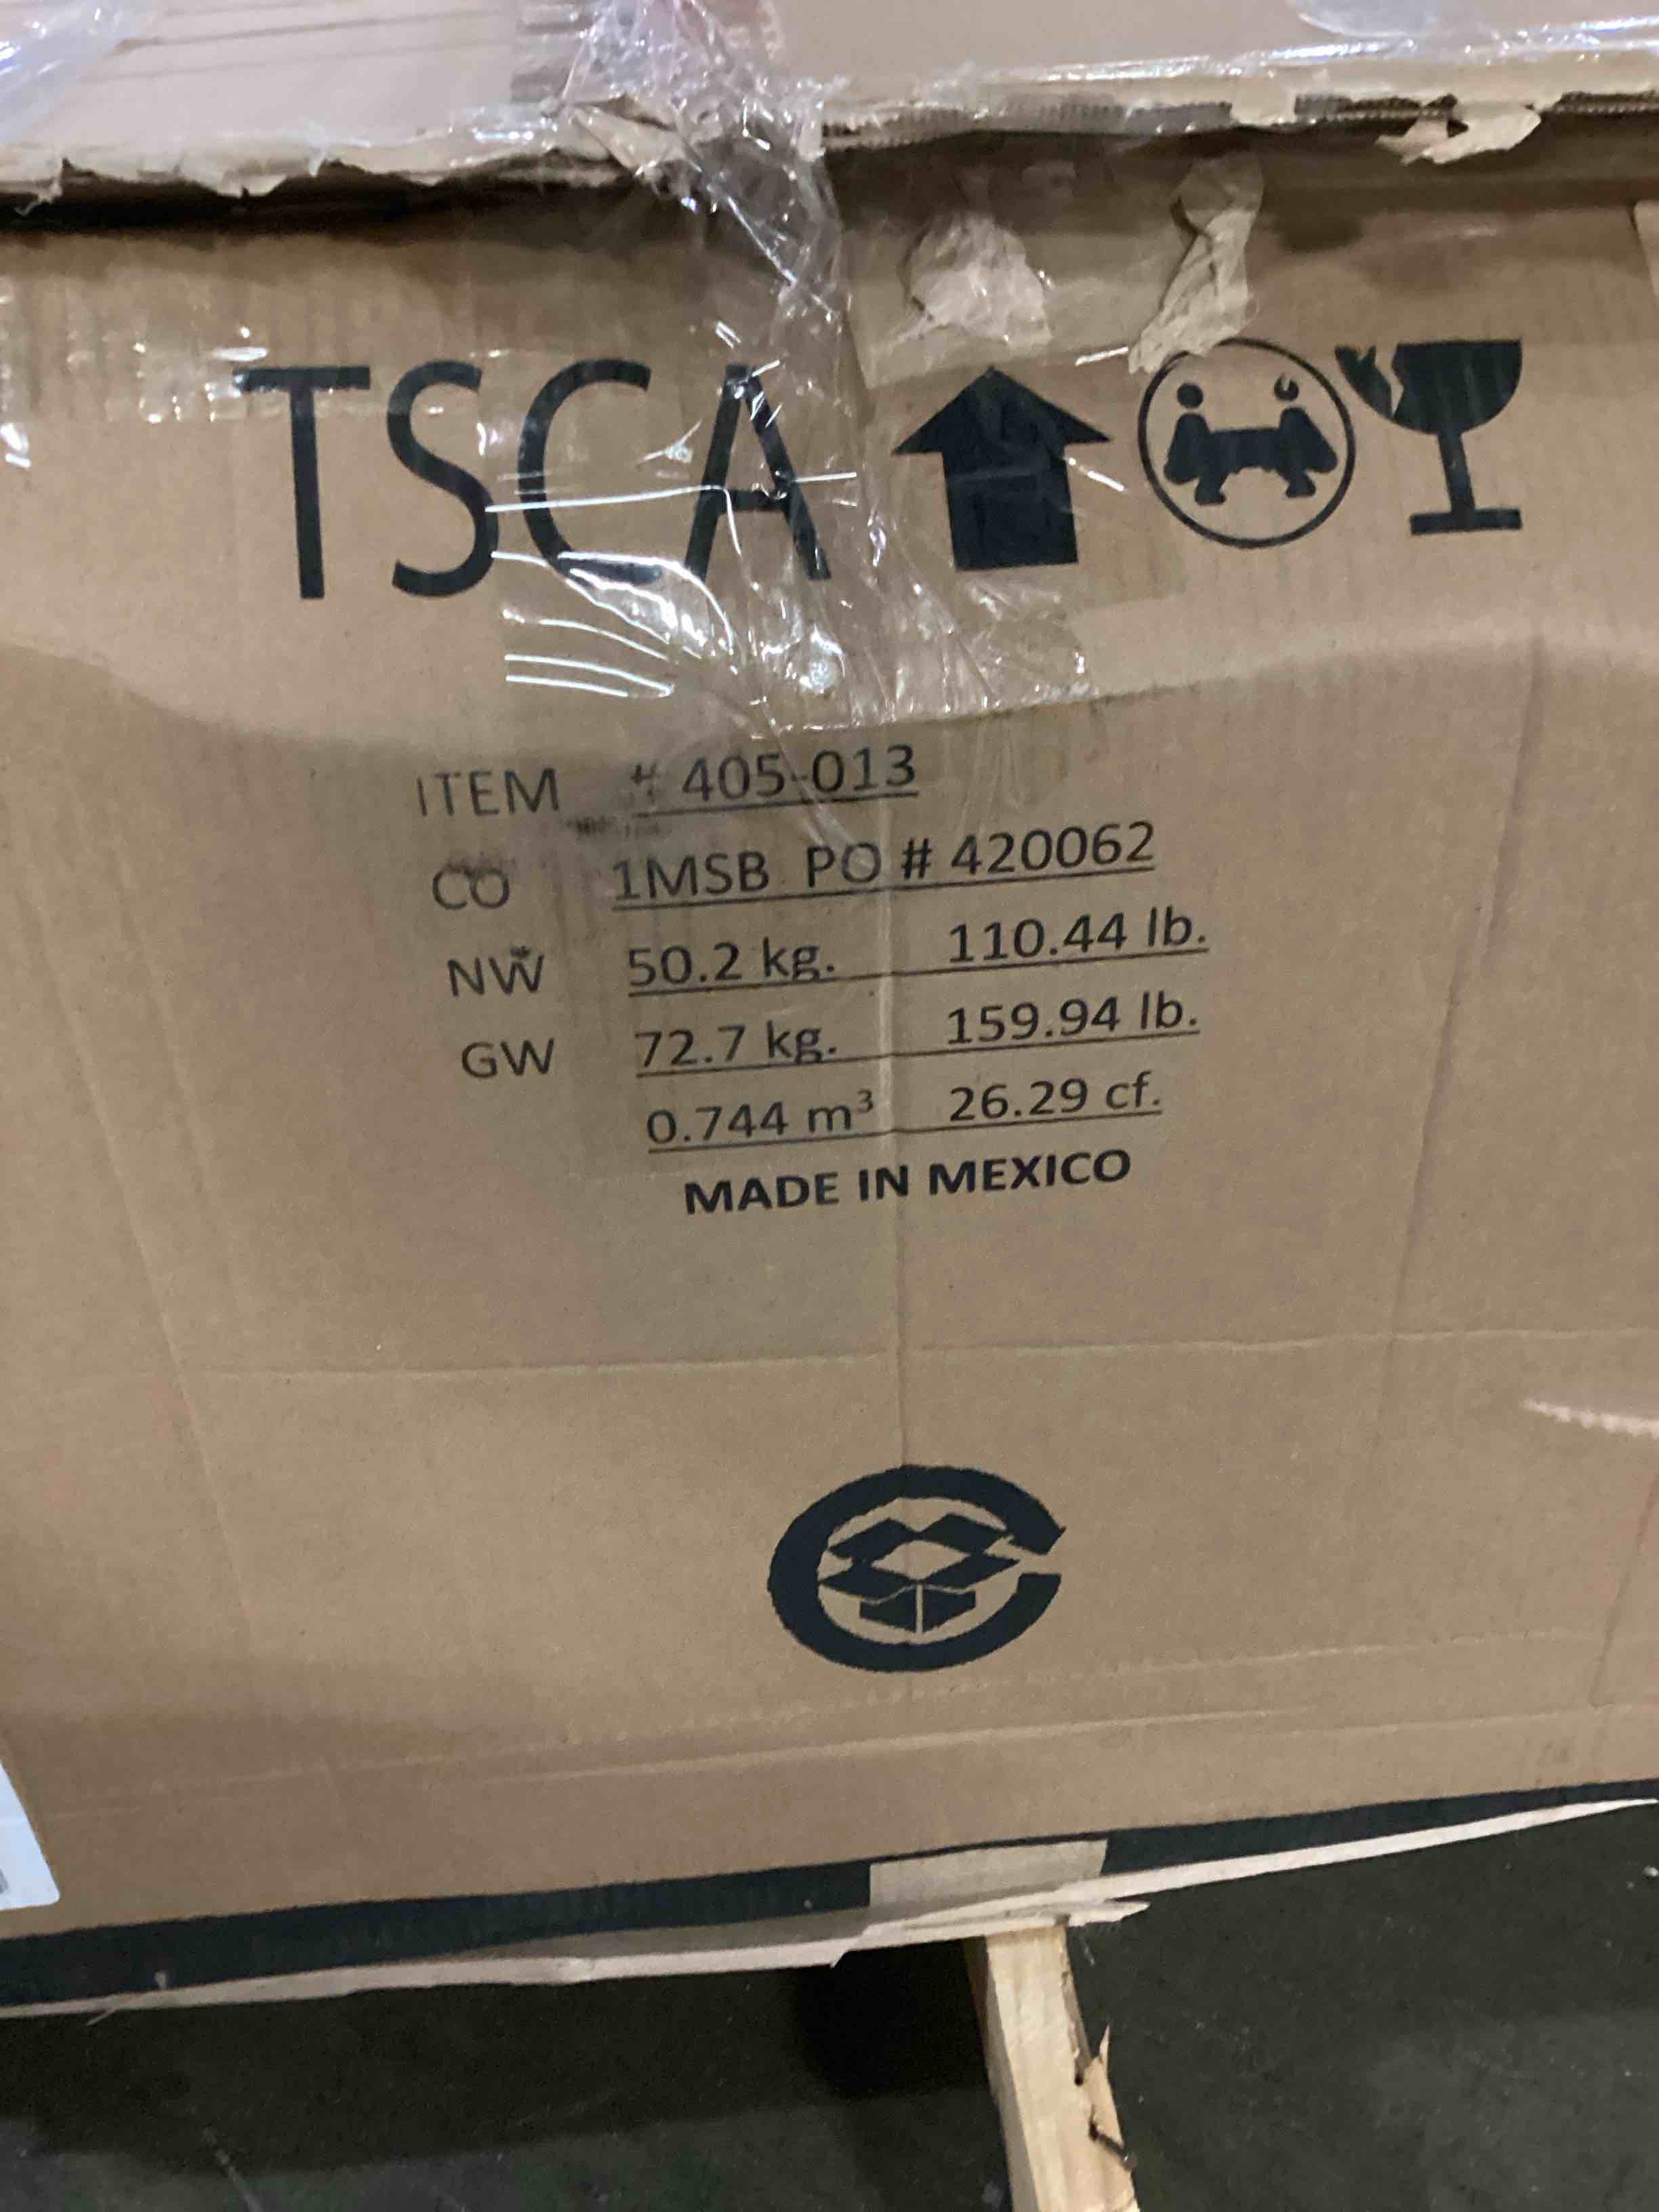 TSCA
ITEM # 405-013
CO 1MSB PO # 420062
NW 50.2 kg. 110.44 lb.
GW 72.7 kg. 159.94 lb.
0.744 m³ 26.29 cf.
MADE IN MEXICO